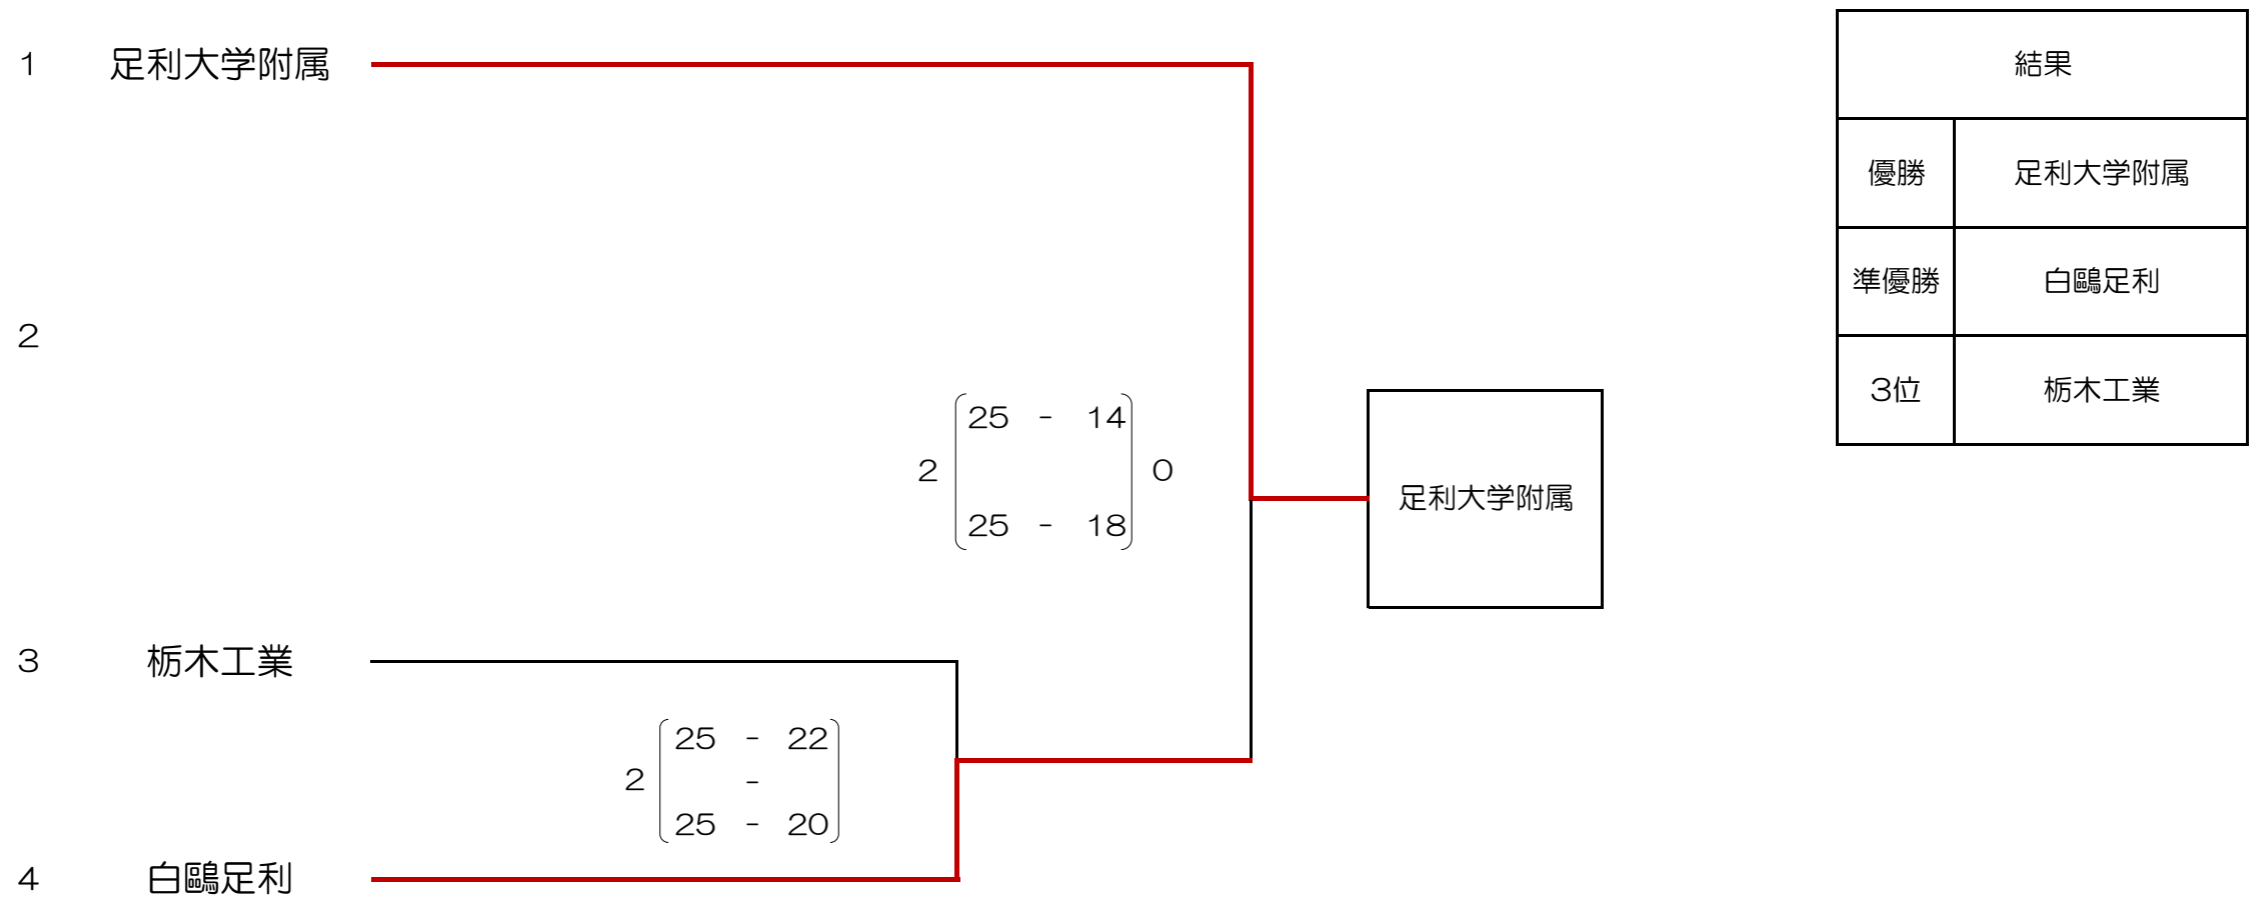 1 足利大学附属
2
25 - 14
2 0
25 - 18
足利大学附属
3 栃木工業
25 - 22
2 -
25 - 20
4 白鷗足利
結果
優勝 足利大学附属
準優勝 白鷗足利
3位 栃木工業